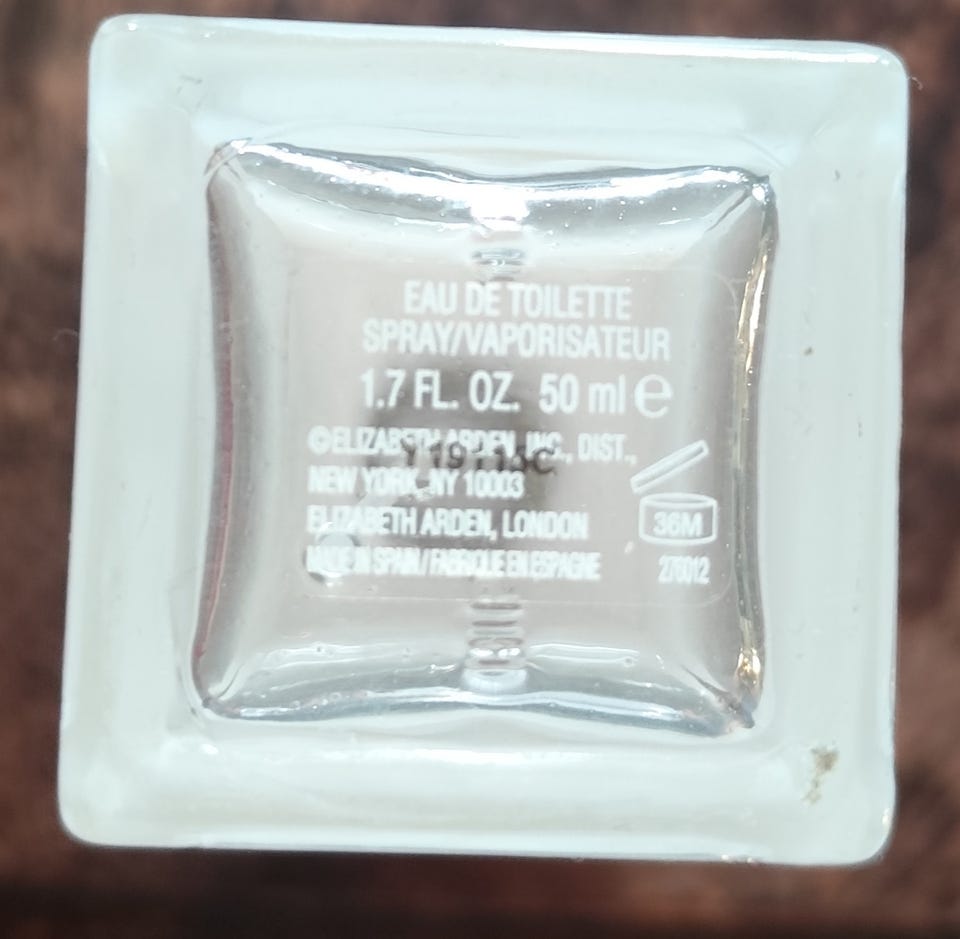 EAU DE TOILETTE
SPRAY/VAPORISATEUR
1.7 FL. OZ. 50 ml ℮
©ELIZABETH ARDEN, INC., DIST.,
NEW YORK, NY 10003
ELIZABETH ARDEN, LONDON
MADE IN SPAIN / FABRIQUE EN ESPAGNE
36M
276012